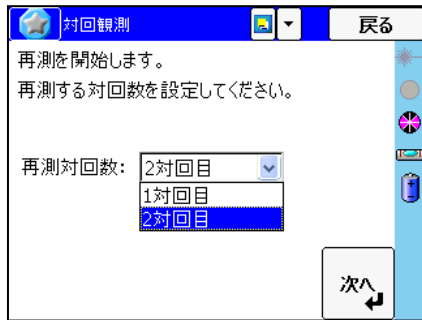 対回観測
戻る
再測を開始します。
再測する対回数を設定してください。
再測対回数: 2対回目
1対回目
2対回目
次へ